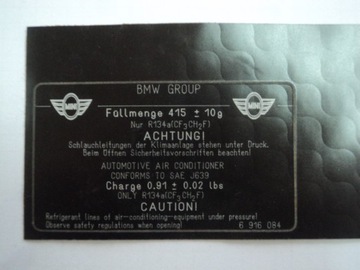 BMW GROUP
MINI MINI
Füllmenge 415 ± 10g
Nur R134a(CF3CH2F)
ACHTUNG!
Schlauchleitungen der Klimaanlage stehen unter Druck.
Beim Öffnen Sicherheitsvorschriften beachten!
AUTOMOTIVE AIR CONDITIONER
CONFORMS TO SAE J639
Charge 0.91 ± 0.02 lbs
ONLY R134a(CF3CH2F)
CAUTION!
Refrigerant lines of air-conditioning-equipment under pressure!
Observe safety regulations when opening!
6 916 084